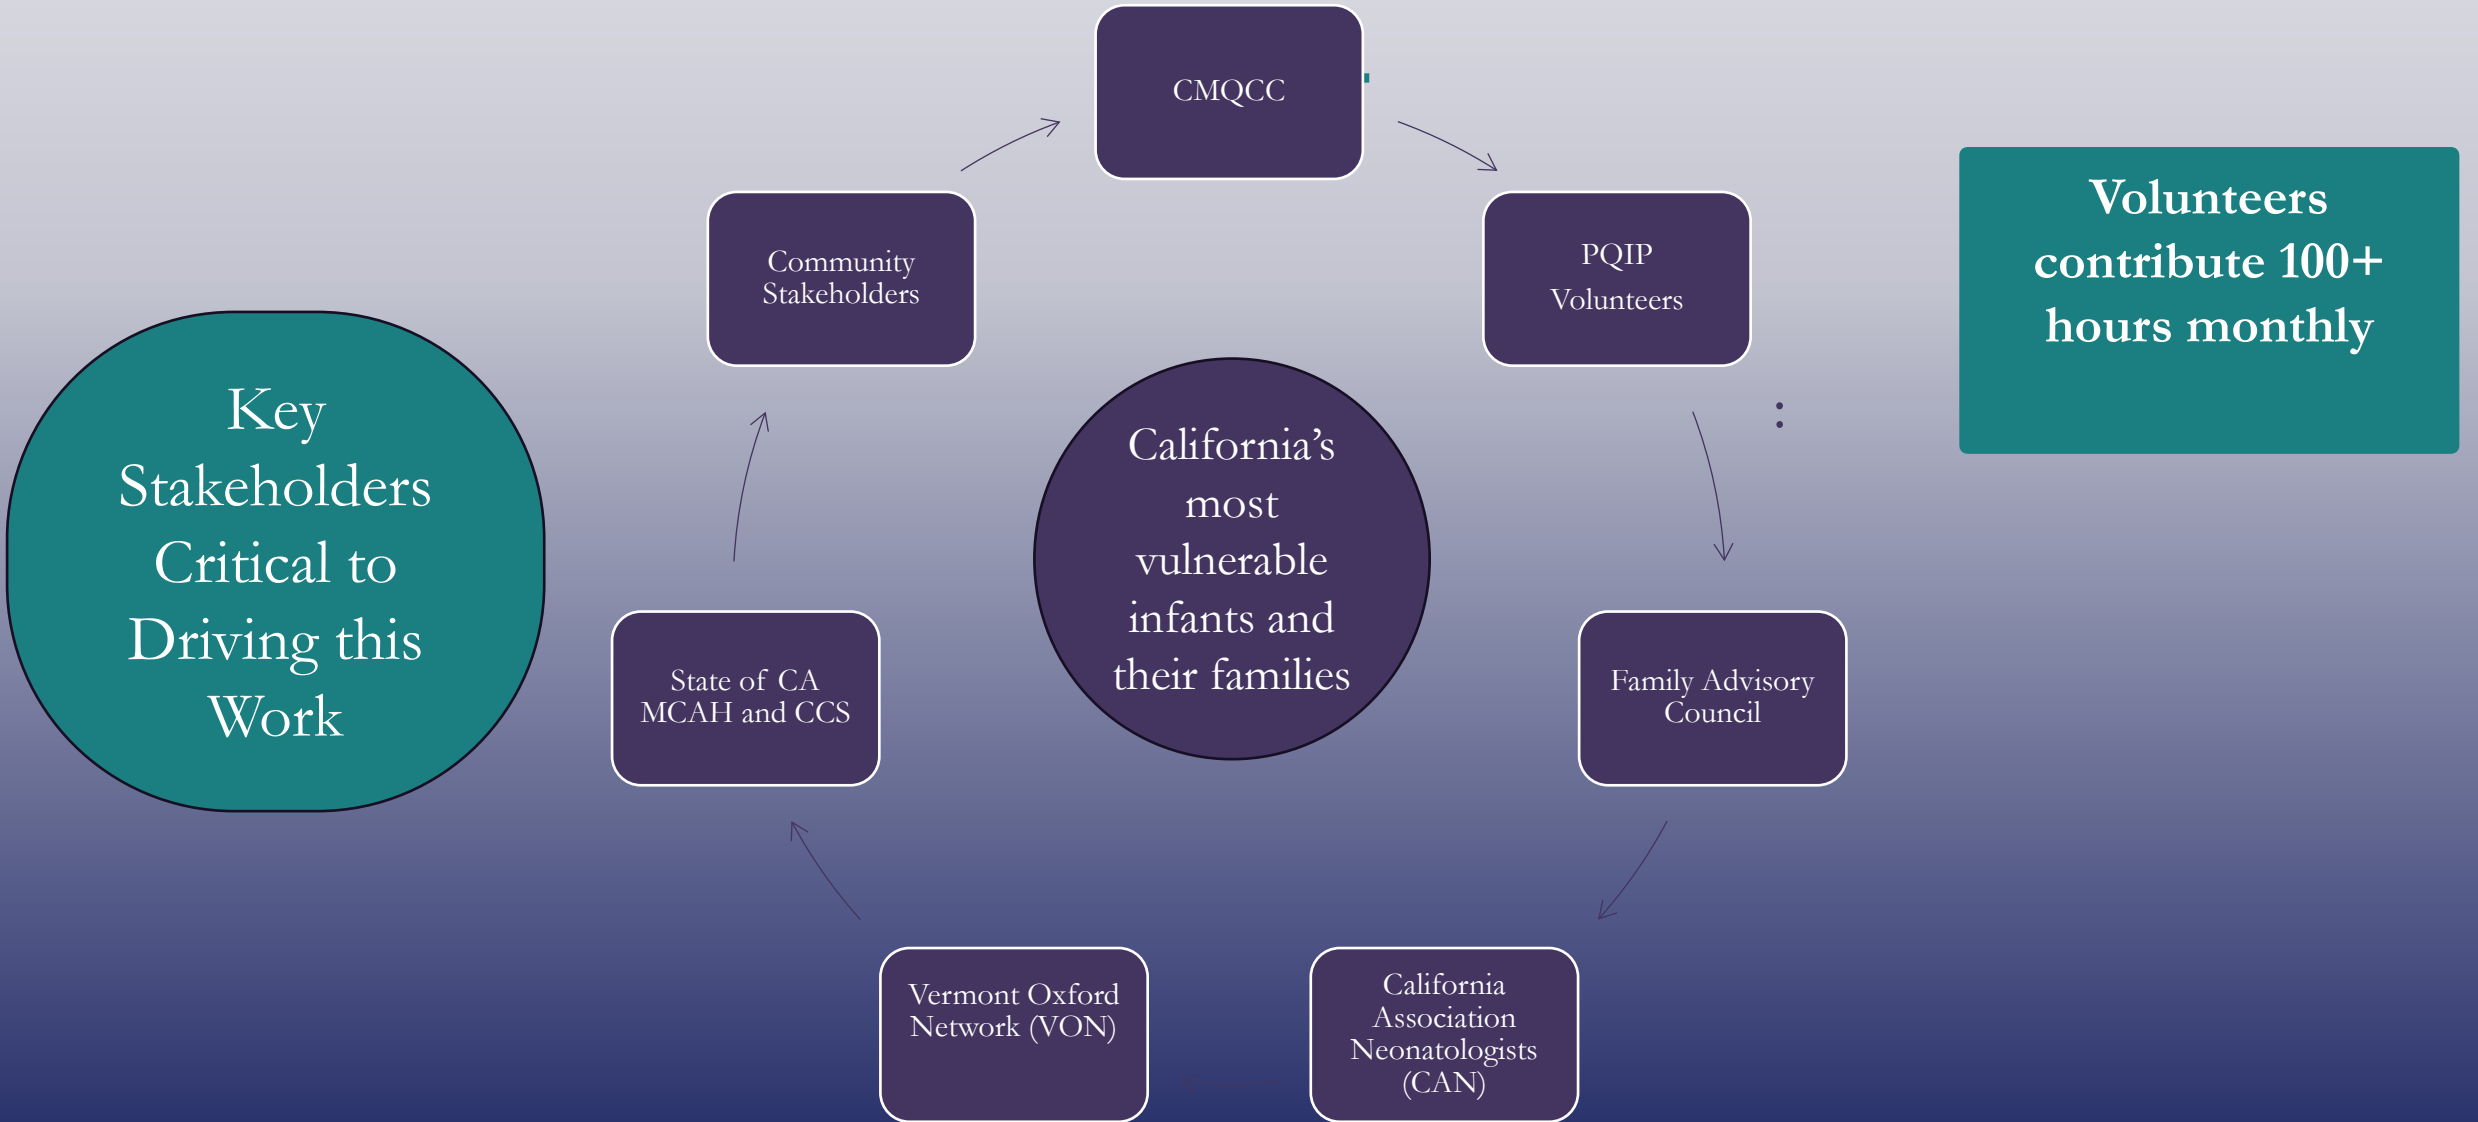 Key
Stakeholders
Critical to
Driving this
Work
CMQCC
PQIP
Volunteers
Family Advisory
Council
California
Association
Neonatologists
(CAN)
Vermont Oxford
Network (VON)
State of CA
MCAH and CCS
Community
Stakeholders
California’s
most
vulnerable
infants and
their families
Volunteers
contribute 100+
hours monthly